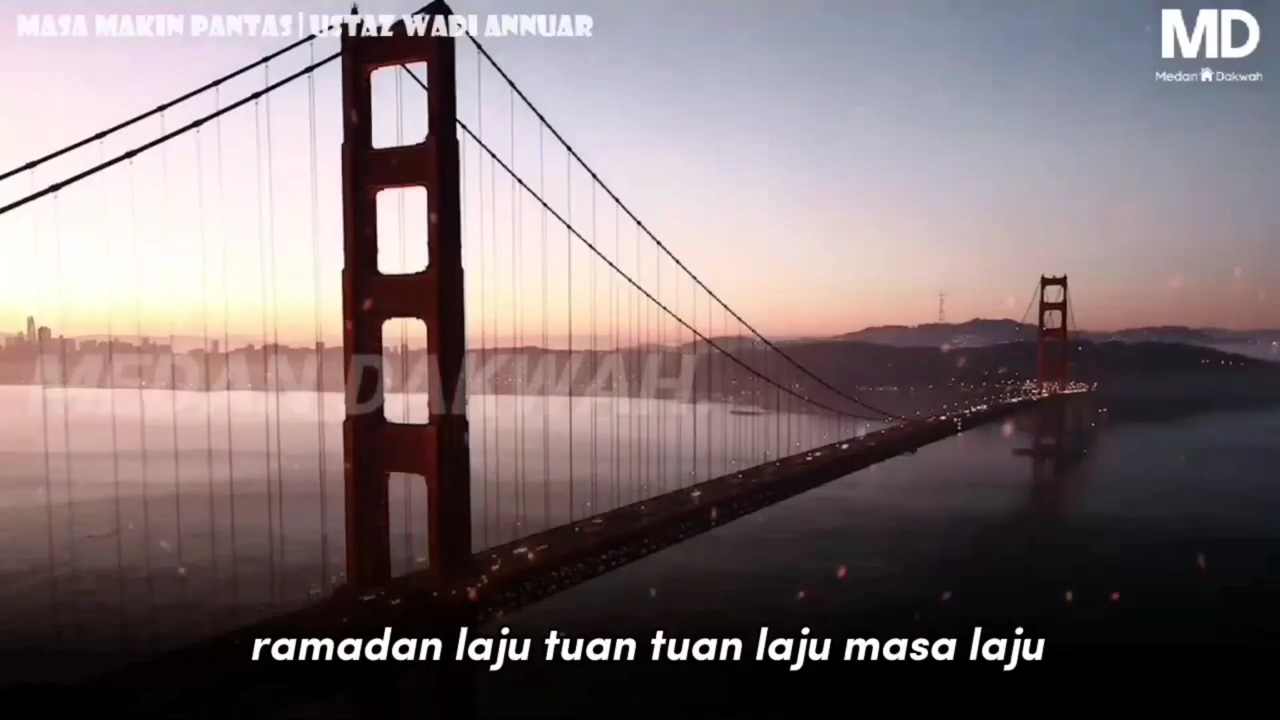 MASA MAKIN PANTAS | USTAZ WADI ANNUAR
MD
Medan Dakwah
MEDAN DAKWAH
ramadan laju tuan tuan laju masa laju